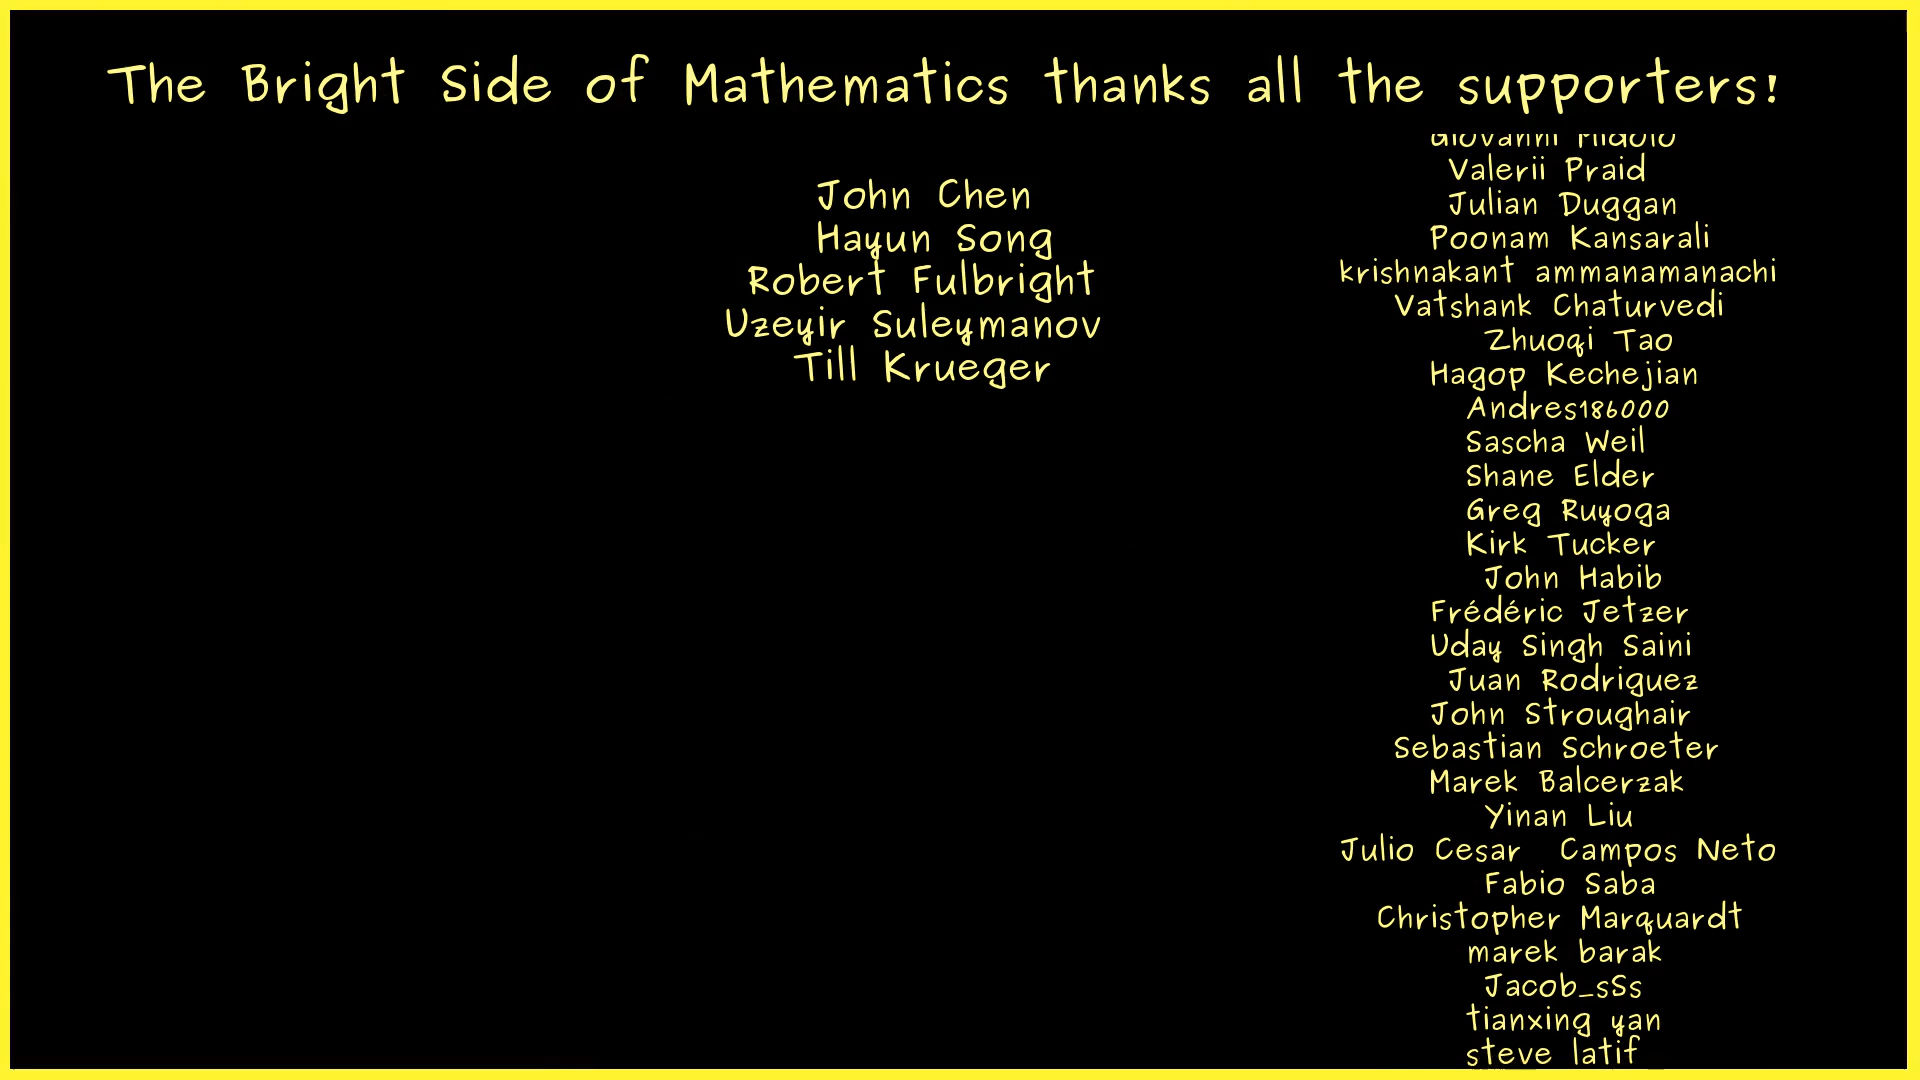 The Bright Side of Mathematics thanks all the supporters!
John Chen
Hayun Song
Robert Fulbright
Uzeyir Suleymanov
Till Krueger
Giovanni Midolo
Valerii Praid
Julian Duggan
Poonam Kansarali
krishnakant ammanamanachi
Vatshank Chaturvedi
Zhuoqi Tao
Hagop Kechejian
Andres186000
Sascha Weil
Shane Elder
Greg Ruyoga
Kirk Tucker
John Habib
Frédéric Jetzer
Uday Singh Saini
Juan Rodriguez
John Stroughair
Sebastian Schroeter
Marek Balcerzak
Yinan Liu
Julio Cesar  Campos Neto
Fabio Saba
Christopher Marquardt
marek barak
Jacob_sSs
tianxing yan
steve latif